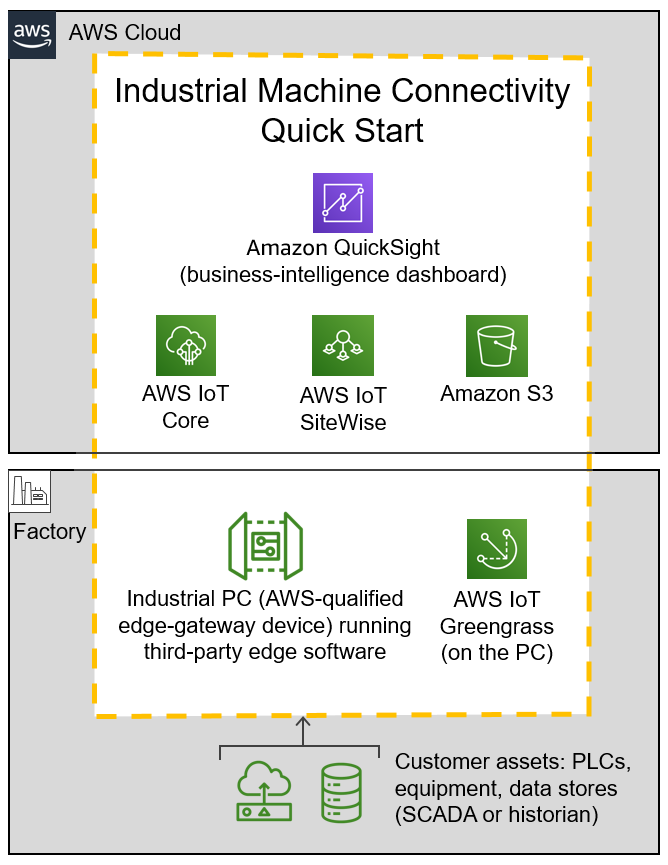 aws
AWS Cloud
Industrial Machine Connectivity
Quick Start
Amazon QuickSight
(business-intelligence dashboard)
AWS IoT
Core
AWS IoT
SiteWise
Amazon S3
Factory
Industrial PC (AWS-qualified
edge-gateway device) running
third-party edge software
AWS IoT
Greengrass
(on the PC)
Customer assets: PLCs,
equipment, data stores
(SCADA or historian)